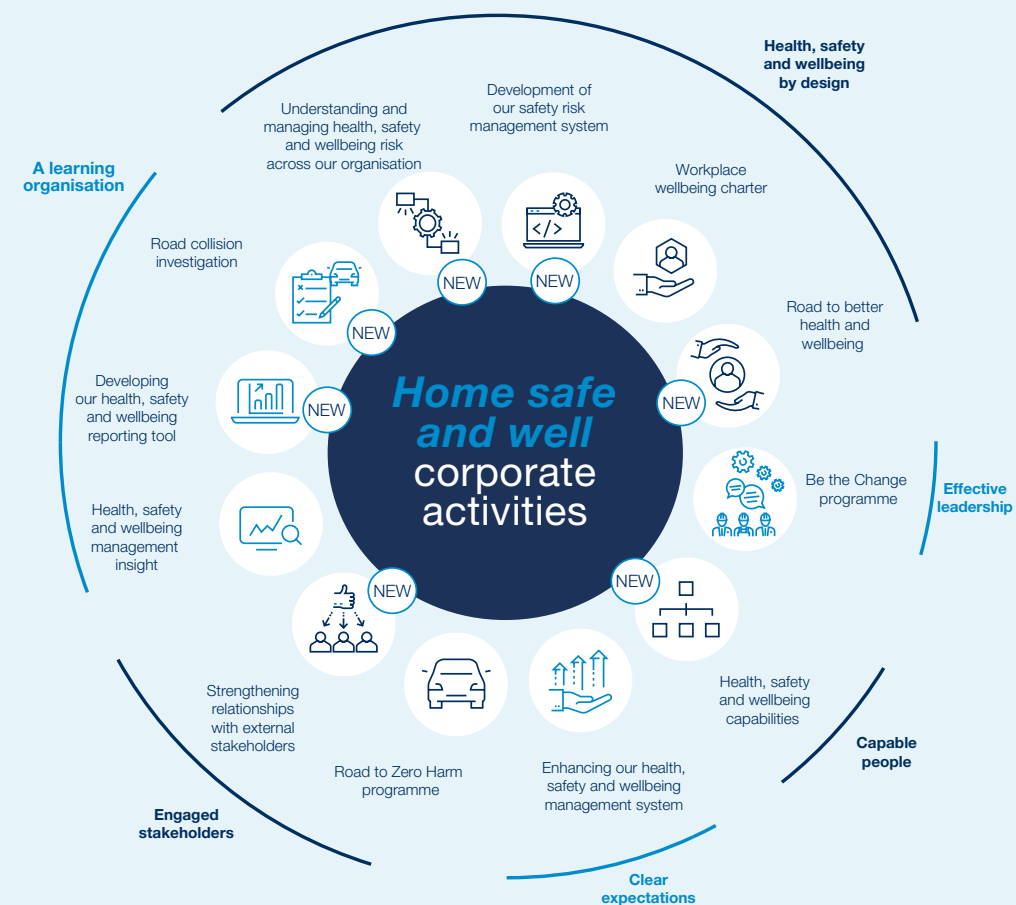 Health, safety
and wellbeing
by design
Development of
our safety risk
management system
Understanding and
managing health, safety
and wellbeing risk
across our organisation
A learning
organisation
Workplace
wellbeing charter
Road collision
investigation
</>
NEW
NEW
NEW
Road to better
health and
wellbeing
Developing
our health, safety
and wellbeing
reporting tool
NEW
NEW
Home safe
and well
corporate
activities
Be the Change
programme
Effective
leadership
Health, safety
and wellbeing
management
insight
NEW
NEW
Strengthening
relationships
with external
stakeholders
Health, safety
and wellbeing
capabilities
Capable
people
Road to Zero Harm
programme
Enhancing our health,
safety and wellbeing
management system
Engaged
stakeholders
Clear
expectations